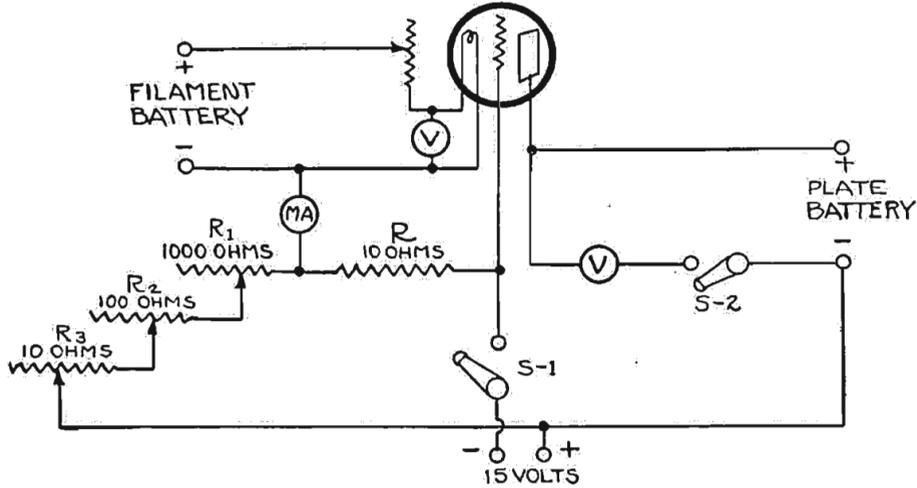 +
FILAMENT
BATTERY
-
V
MA
R1
1000 OHMS
R
10 OHMS
R2
100 OHMS
R3
10 OHMS
+
PLATE
BATTERY
-
V
S-2
S-1
- +
15 VOLTS